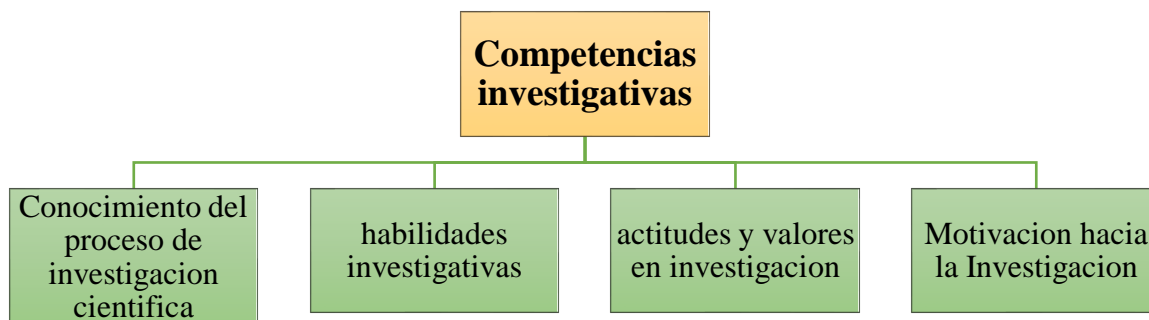 Competencias
investigativas
Conocimiento del
proceso de
investigacion
cientifica
habilidades
investigativas
actitudes y valores
en investigacion
Motivacion hacia
la Investigacion